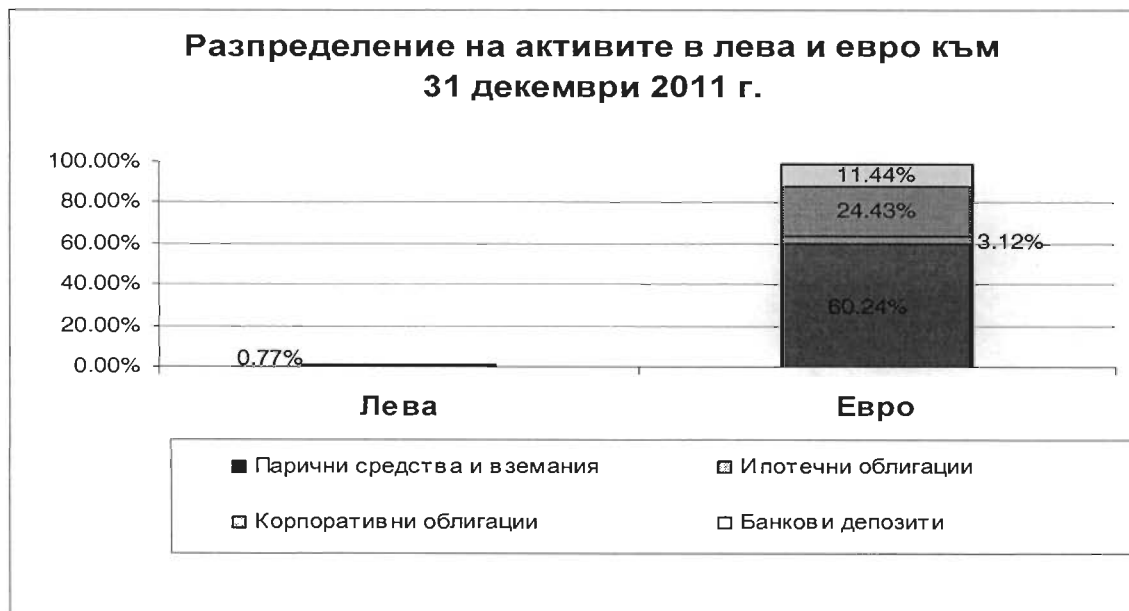 Разпределение на активите в лева и евро към
31 декември 2011 г.
100.00%
80.00%
60.00%
40.00%
20.00%
0.00%
11.44%
24.43%
3.12%
60.24%
0.77%
Лева
Евро
Парични средства и вземания
Ипотечни облигации
Корпоративни облигации
Банкови депозити